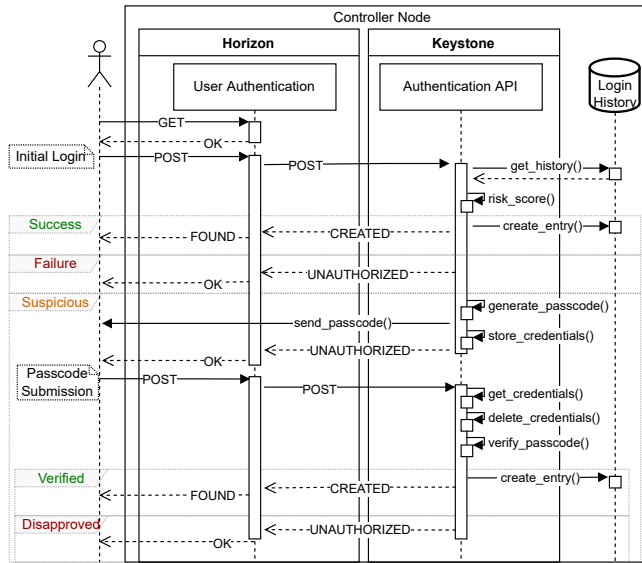 Controller Node
Horizon
Keystone
User Authentication
Authentication API
Login
History
GET
OK
Initial Login
POST
POST
get_history()
risk_score()
Success
create_entry()
CREATED
FOUND
Failure
UNAUTHORIZED
OK
Suspicious
generate_passcode()
send_passcode()
store_credentials()
UNAUTHORIZED
OK
Passcode
Submission
POST
POST
get_credentials()
delete_credentials()
verify_passcode()
Verified
create_entry()
CREATED
FOUND
Disapproved
UNAUTHORIZED
OK